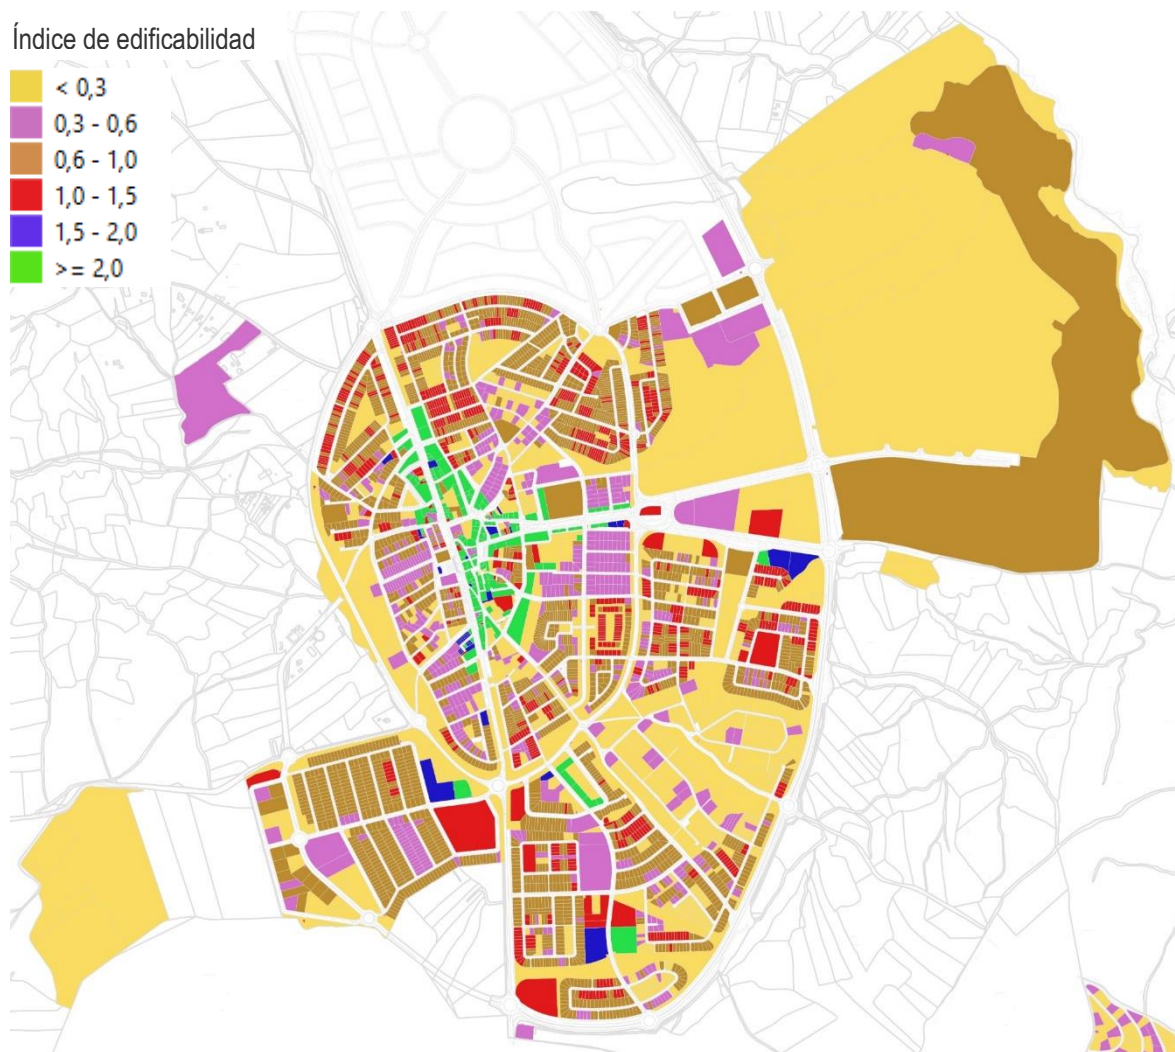 Índice de edificabilidad
< 0,3
0,3 - 0,6
0,6 - 1,0
1,0 - 1,5
1,5 - 2,0
>= 2,0